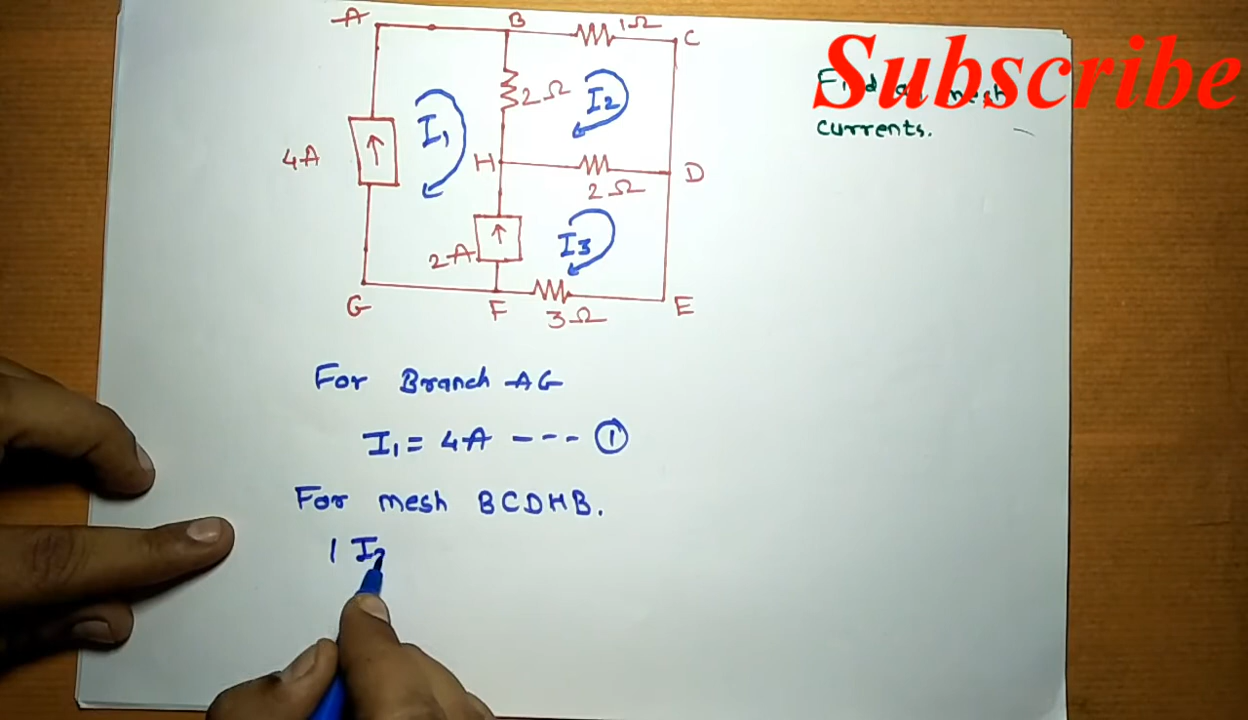 A B 1Ω C
Subscribe
mesh
currents.
2Ω I2
I1
4A H D
2Ω
I3
2A
G F 3Ω E
For Branch AG
I1 = 4A --- ①
For mesh BCDHB.
1 I2